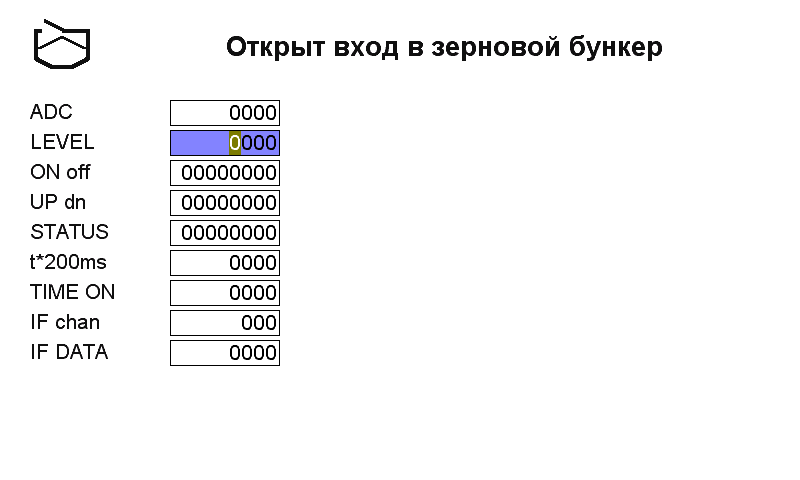 Открыт вход в зерновой бункер
ADC 0000
LEVEL 0000
ON off 00000000
UP dn 00000000
STATUS 00000000
t*200ms 0000
TIME ON 0000
IF chan 000
IF DATA 0000